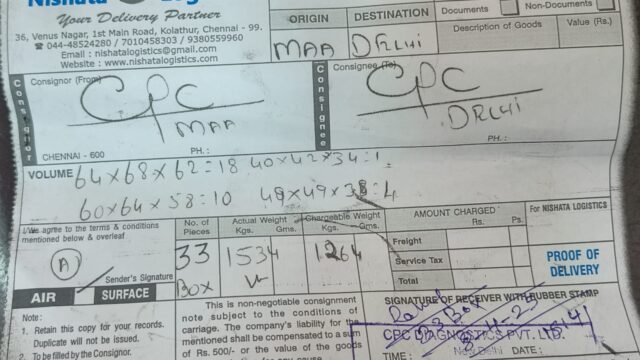 Nishata
Your Delivery Partner
36, Venus Nagar, 1st Main Road, Kolathur, Chennai - 99.
☎ 044-48524280 / 7010458303 / 9380559960
Email : nishatalogistics@gmail.com
Website : www.nishatalogistics.com
ORIGIN DESTINATION
MAA DELHI
Documents Non-Documents
Description of Goods Value (Rs.)
Consignor
Consignor (From)
CPC
MAA
CHENNAI - 600 PH. :
Consignee
Consignee (To)
CPC
DELHI
PH. :
VOLUME 64x68x62=18 40x42x34=1
60x64x58=10 49x49x38=4
I/We agree to the terms & conditions
mentioned below & overleaf
A
Sender's Signature
AIR SURFACE
No. of Pieces
33
BOX
Actual Weight
Kgs. Gms.
1534
Chargeable Weight
Kgs. Gms.
1264
AMOUNT CHARGED
Rs. Ps.
Freight
Service Tax
Total
For NISHATA LOGISTICS
PROOF OF
DELIVERY
Note :
1. Retain this copy for your records.
Duplicate will not be issued.
2. To be filled by the Consignor.
This is non-negotiable consignment
note subject to the conditions of
carriage. The company's liability for the
mentioned shall be compensated to a sum
of Rs. 500/- or the value of the goods
SIGNATURE OF RECEIVER WITH RUBBER STAMP
33 Box
CPC DIAGNOSTICS PVT. LTD.
New Delhi
TIME : DATE :